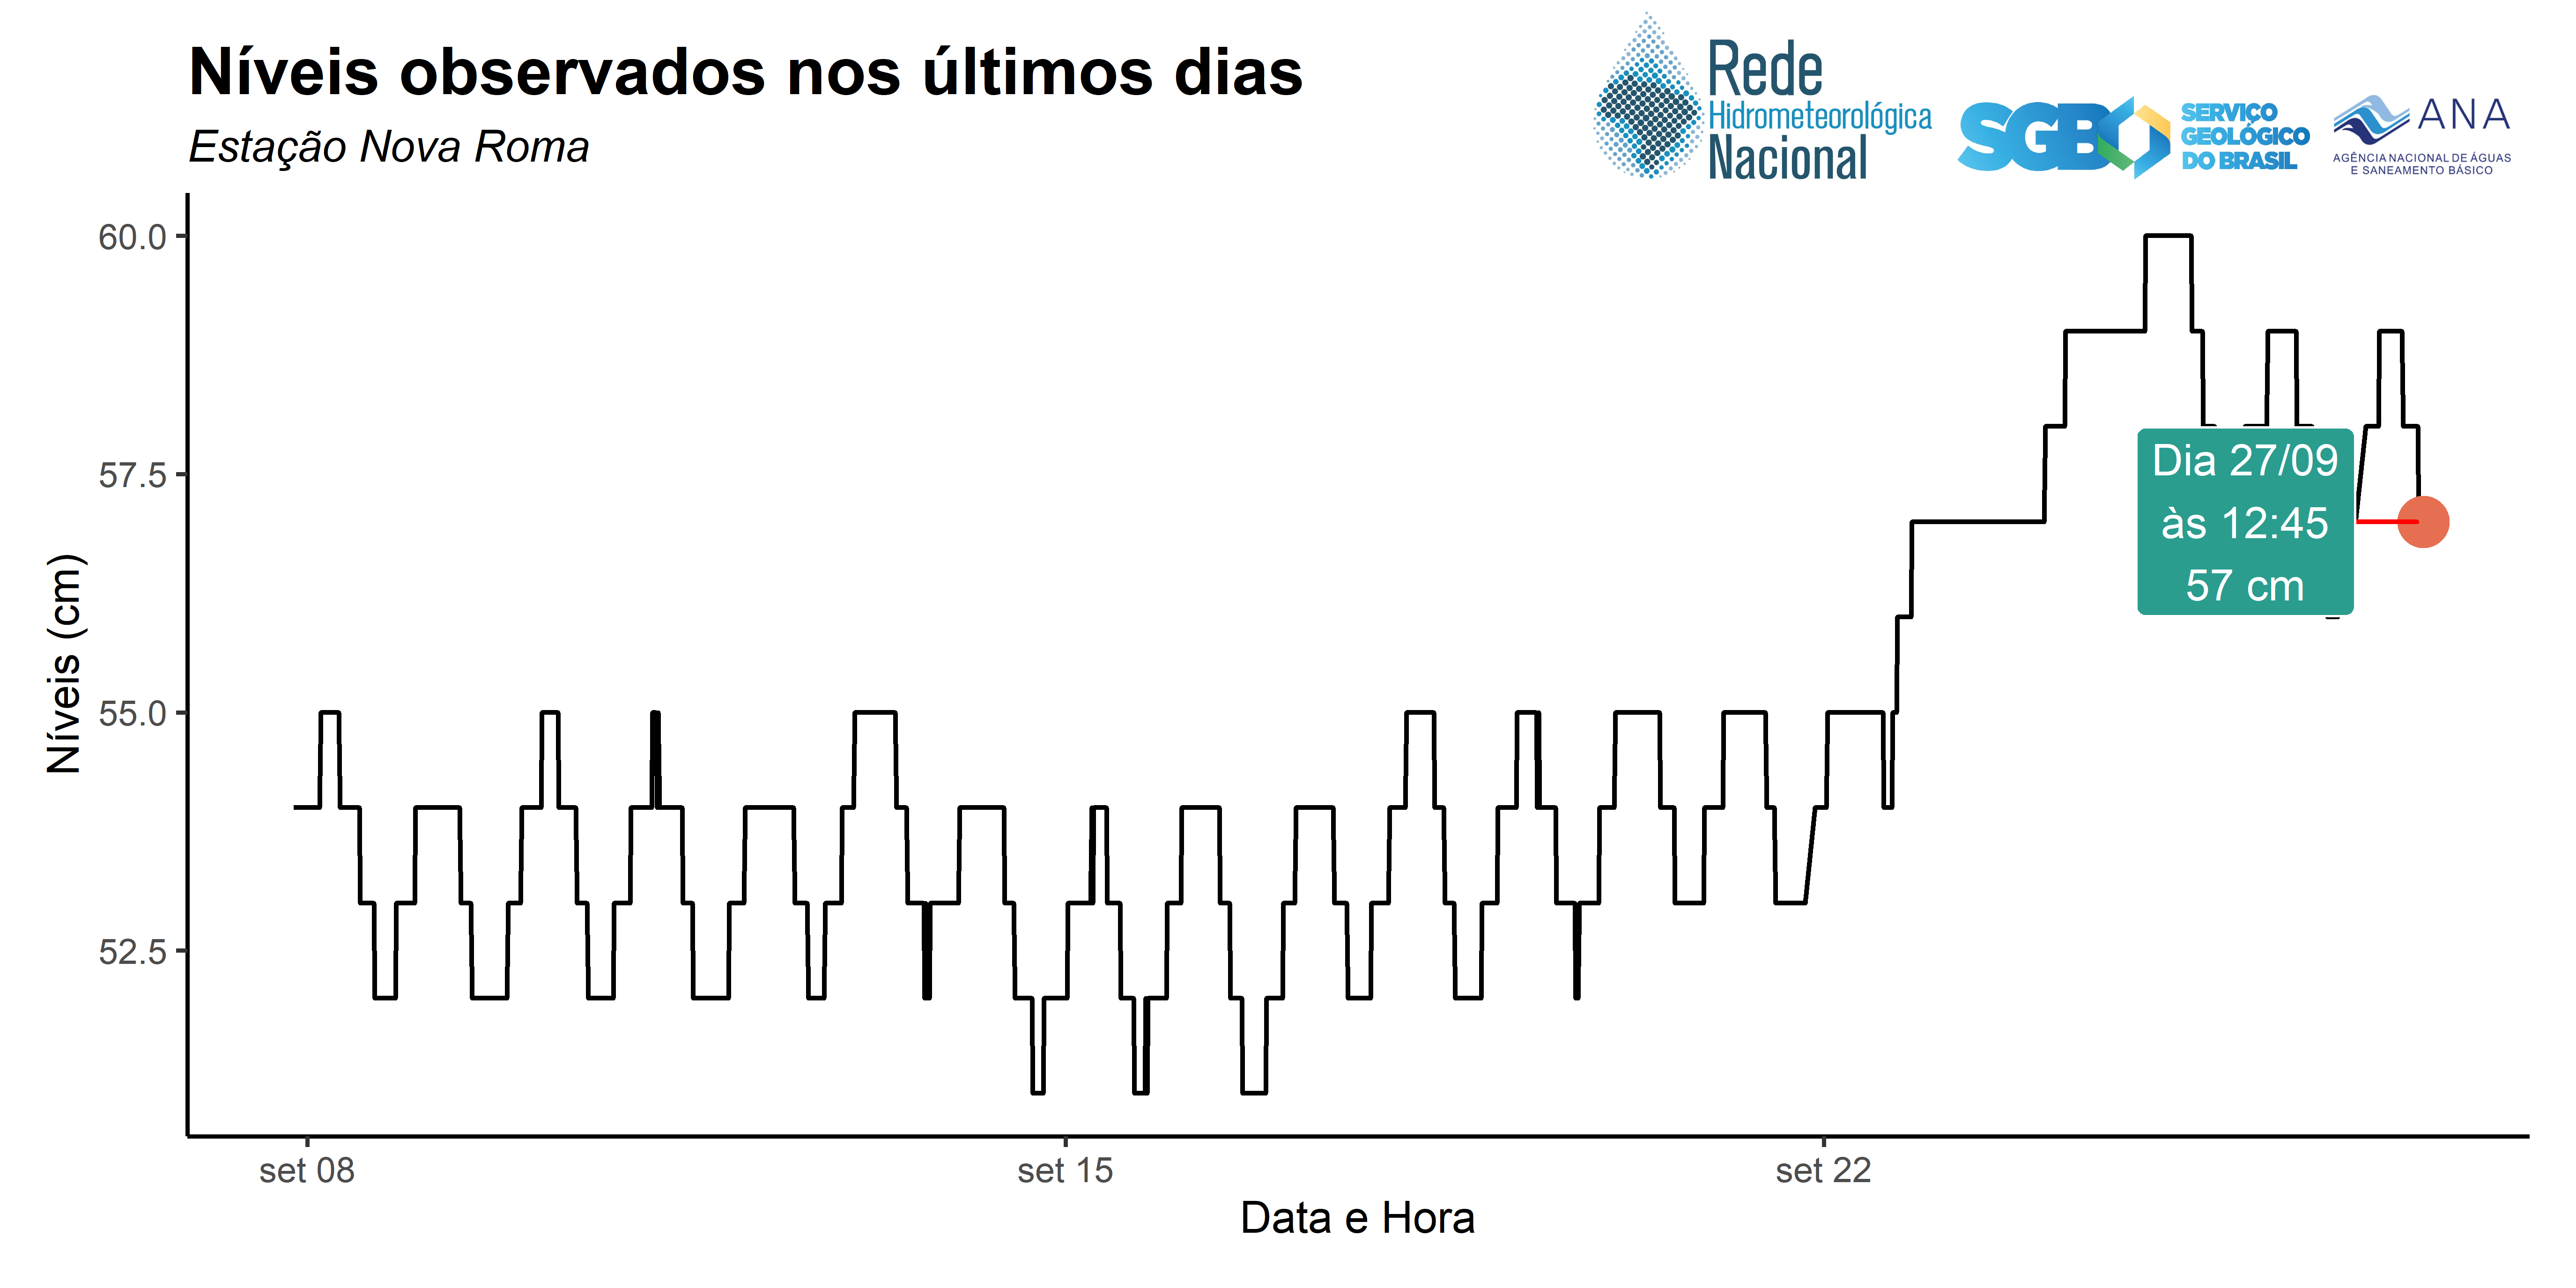 Níveis observados nos últimos dias
Estação Nova Roma
Rede
Hidrometeorológica
Nacional
SGB
SERVIÇO
GEOLÓGICO
DO BRASIL
ANA
AGÊNCIA NACIONAL DE ÁGUAS
E SANEAMENTO BÁSICO
Níveis (cm)
60.0
57.5
55.0
52.5
Dia 27/09
às 12:45
57 cm
set 08
set 15
set 22
Data e Hora